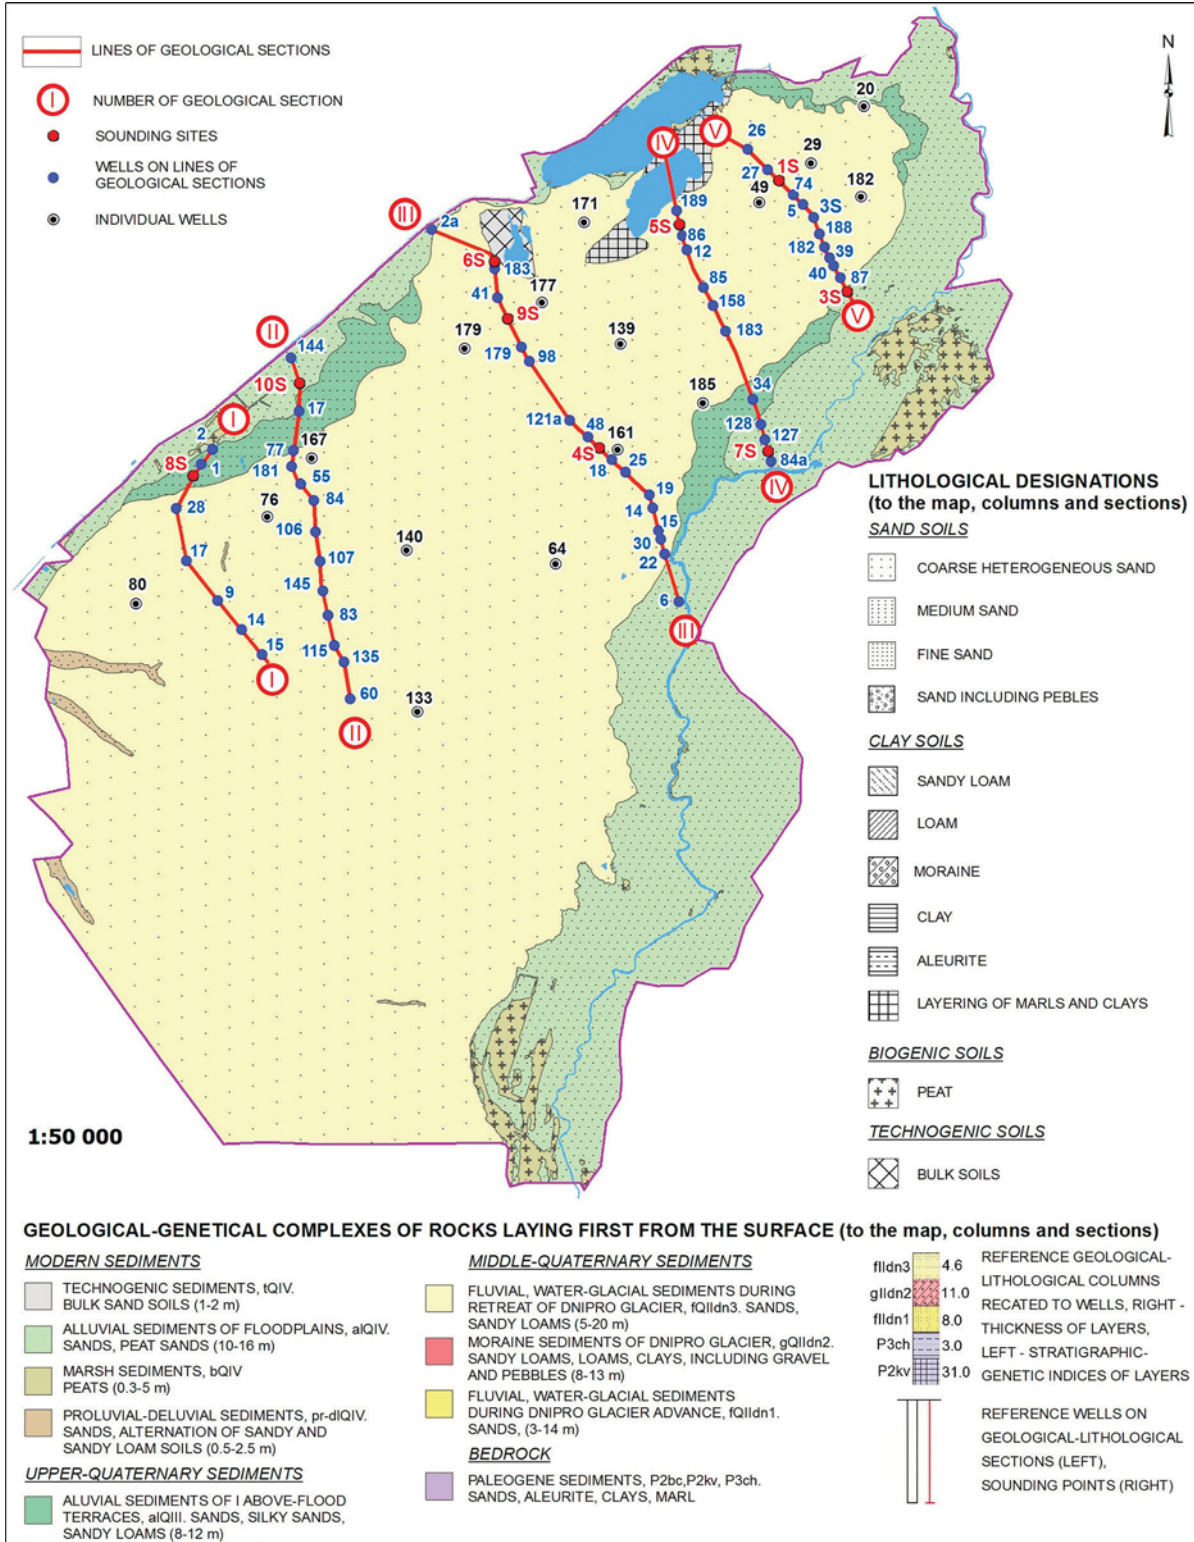 LINES OF GEOLOGICAL SECTIONS
I
NUMBER OF GEOLOGICAL SECTION
SOUNDING SITES
WELLS ON LINES OF
GEOLOGICAL SECTIONS
INDIVIDUAL WELLS
N
20
V
26
IV
29
1S
27
74
182
49
5
3S
171
189
188
III
2a
5S
86
182
39
12
40
87
6S
183
3S
85
177
V
41
158
9S
II
139
183
144
179
179
98
10S
34
185
I
17
121a
48
128
2
161
127
77
167
4S
7S
8S
1
181
18
25
84a
55
IV
28
76
84
19
14
106
15
140
30
17
107
64
22
145
80
9
6
83
14
III
115
15
135
I
60
133
II
LITHOLOGICAL DESIGNATIONS
(to the map, columns and sections)
SAND SOILS
COARSE HETEROGENEOUS SAND
MEDIUM SAND
FINE SAND
SAND INCLUDING PEBLES
CLAY SOILS
SANDY LOAM
LOAM
MORAINE
CLAY
ALEURITE
LAYERING OF MARLS AND CLAYS
BIOGENIC SOILS
PEAT
TECHNOGENIC SOILS
BULK SOILS
1:50 000
GEOLOGICAL-GENETICAL COMPLEXES OF ROCKS LAYING FIRST FROM THE SURFACE (to the map, columns and sections)
MODERN SEDIMENTS
TECHNOGENIC SEDIMENTS, tQIV.
BULK SAND SOILS (1-2 m)
ALLUVIAL SEDIMENTS OF FLOODPLAINS, alQIV.
SANDS, PEAT SANDS (10-16 m)
MARSH SEDIMENTS, bQIV
PEATS (0.3-5 m)
PROLUVIAL-DELUVIAL SEDIMENTS, pr-dlQIV.
SANDS, ALTERNATION OF SANDY AND
SANDY LOAM SOILS (0.5-2.5 m)
UPPER-QUATERNARY SEDIMENTS
ALUVIAL SEDIMENTS OF I ABOVE-FLOOD
TERRACES, alQIII. SANDS, SILKY SANDS,
SANDY LOAMS (8-12 m)
MIDDLE-QUATERNARY SEDIMENTS
FLUVIAL, WATER-GLACIAL SEDIMENTS DURING
RETREAT OF DNIPRO GLACIER, fQIIdn3. SANDS,
SANDY LOAMS (5-20 m)
MORAINE SEDIMENTS OF DNIPRO GLACIER, gQIIdn2.
SANDY LOAMS, LOAMS, CLAYS, INCLUDING GRAVEL
AND PEBBLES (8-13 m)
FLUVIAL, WATER-GLACIAL SEDIMENTS
DURING DNIPRO GLACIER ADVANCE, fQIIdn1.
SANDS, (3-14 m)
BEDROCK
PALEOGENE SEDIMENTS, P2bc,P2kv, P3ch.
SANDS, ALEURITE, CLAYS, MARL
fIIdn3 4.6
gIIdn2 11.0
fIIdn1 8.0
P3ch 3.0
P2kv 31.0
REFERENCE GEOLOGICAL-
LITHOLOGICAL COLUMNS
RECATED TO WELLS, RIGHT -
THICKNESS OF LAYERS,
LEFT - STRATIGRAPHIC-
GENETIC INDICES OF LAYERS
REFERENCE WELLS ON
GEOLOGICAL-LITHOLOGICAL
SECTIONS (LEFT),
SOUNDING POINTS (RIGHT)